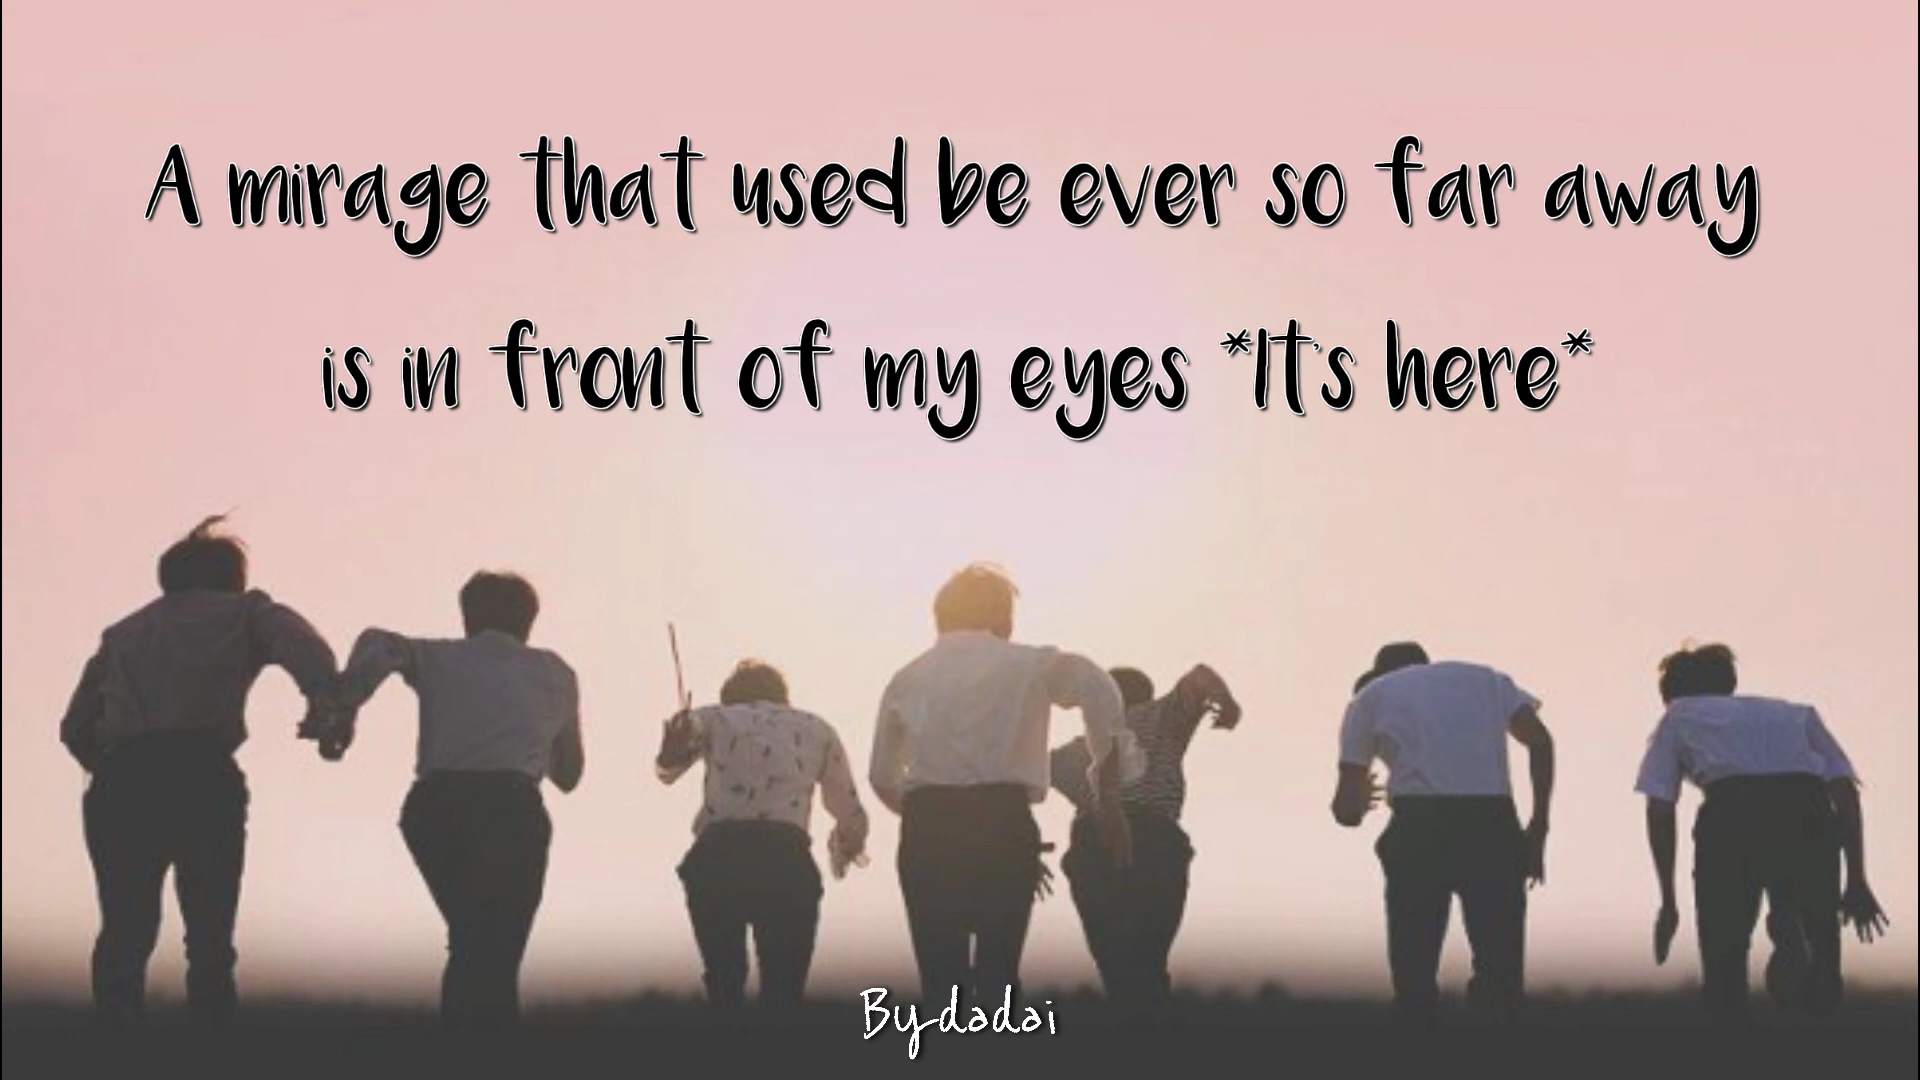 A mirage that used be ever so far away
is in front of my eyes *It's here*
By-dadai